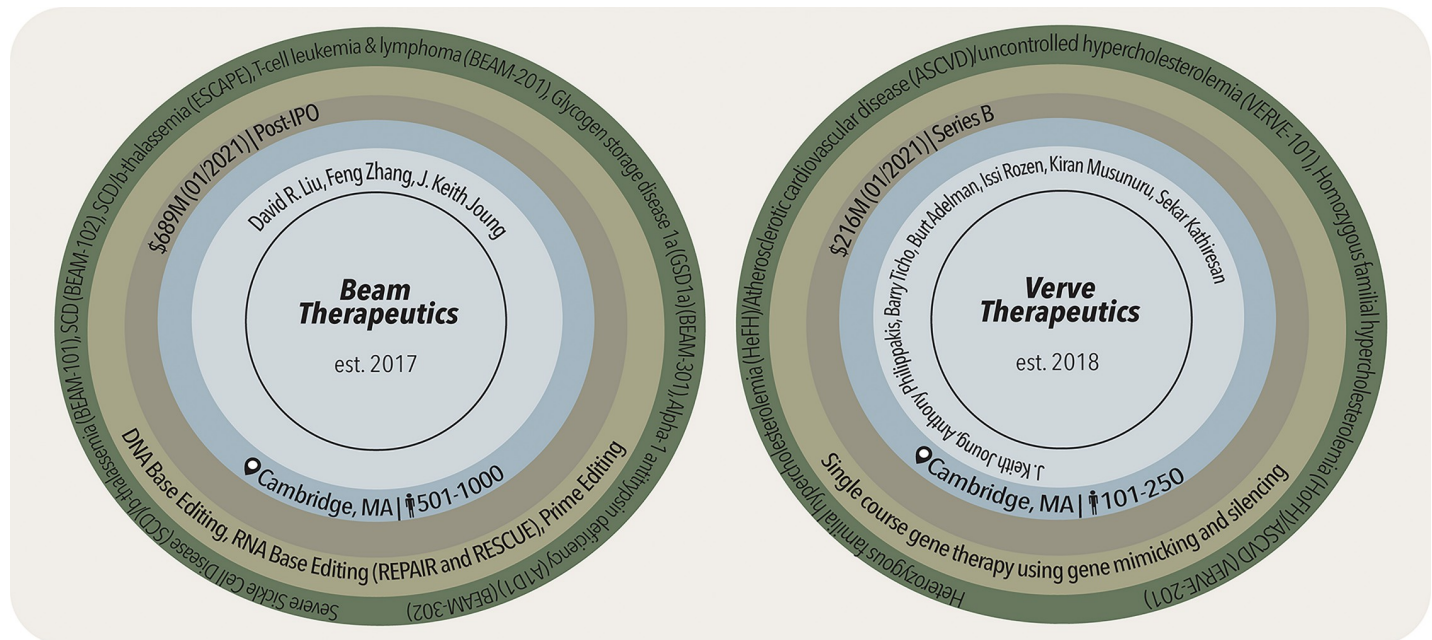 Beam
Therapeutics
est. 2017
David R. Liu, Feng Zhang, J. Keith Joung
Cambridge, MA | 501-1000
$689M (01/2021) | Post-IPO
DNA Base Editing, RNA Base Editing (REPAIR and RESCUE), Prime Editing
Severe Sickle Cell Disease (SCD)/b-thalassemia (BEAM-101), SCD (BEAM-102), SCD/b-thalassemia (ESCAPE), T-cell leukemia & lymphoma (BEAM-201), Glycogen storage disease 1a (GSD1a) (BEAM-301), Alpha-1 antitrypsin deficiency (A1D1) (BEAM-302)
Verve
Therapeutics
est. 2018
J. Keith Joung, Anthony Philippakis, Barry Ticho, Burt Adelman, Issi Rozen, Kiran Musunuru, Sekar Kathiresan
Cambridge, MA | 101-250
$216M (01/2021) | Series B
Single course gene therapy using gene mimicking and silencing
Heterozygous familial hypercholesterolemia (HeFH)/Atherosclerotic cardiovascular disease (ASCVD)/uncontrolled hypercholesterolemia (VERVE-101), Homozygous familial hypercholesterolemia (HoFH)/ASCVD (VERVE-201)